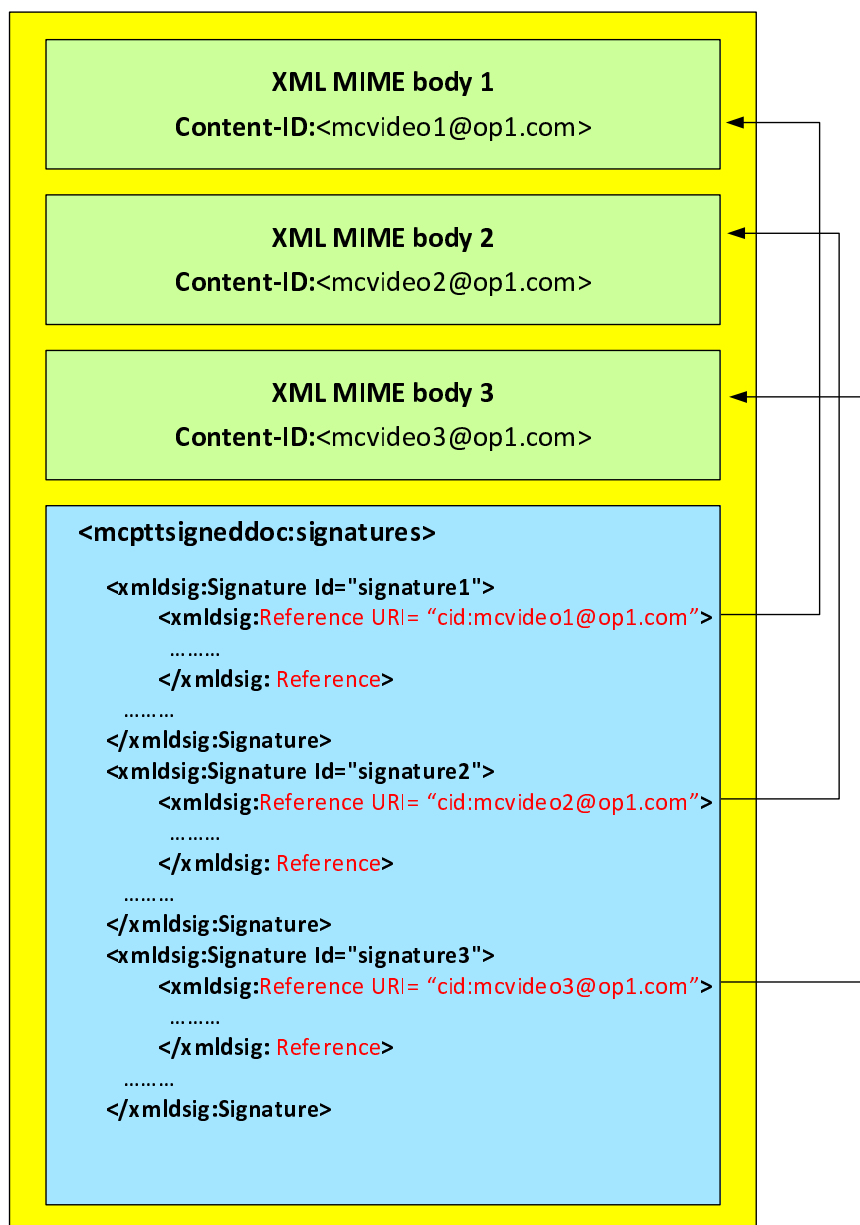 XML MIME body 1
Content-ID:<mcvideo1@op1.com>
XML MIME body 2
Content-ID:<mcvideo2@op1.com>
XML MIME body 3
Content-ID:<mcvideo3@op1.com>
<mcpttsigneddoc:signatures>
<xmldsig:Signature Id="signature1">
<xmldsig:Reference URI= “cid:mcvideo1@op1.com”>
………
</xmldsig: Reference>
………
</xmldsig:Signature>
<xmldsig:Signature Id="signature2">
<xmldsig:Reference URI= “cid:mcvideo2@op1.com”>
………
</xmldsig: Reference>
………
</xmldsig:Signature>
<xmldsig:Signature Id="signature3">
<xmldsig:Reference URI= “cid:mcvideo3@op1.com”>
………
</xmldsig: Reference>
………
</xmldsig:Signature>